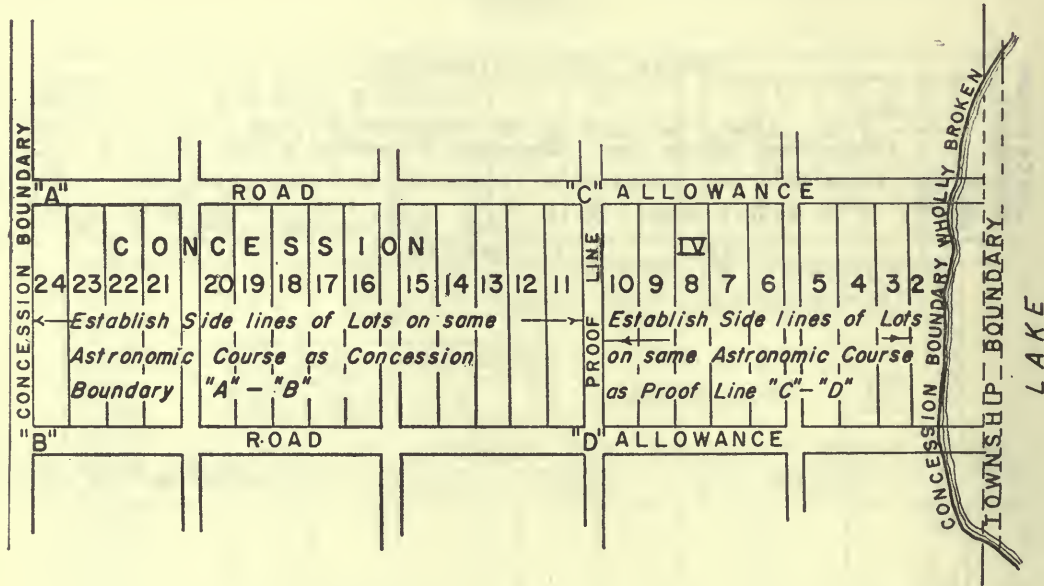 CONCESSION BOUNDARY
"A" ROAD "C" ALLOWANCE
CONCESSION IV
24 23 22 21 20 19 18 17 16 15 14 13 12 11 10 9 8 7 6 5 4 3 2
Establish Side lines of Lots on same
Astronomic Course as Concession
Boundary "A" - "B"
PROOF LINE
Establish Side lines of Lots
on same Astronomic Course
as Proof Line "C"-"D"
"B" ROAD "D" ALLOWANCE
CONCESSION BOUNDARY WHOLLY BROKEN
TOWNSHIP BOUNDARY
LAKE